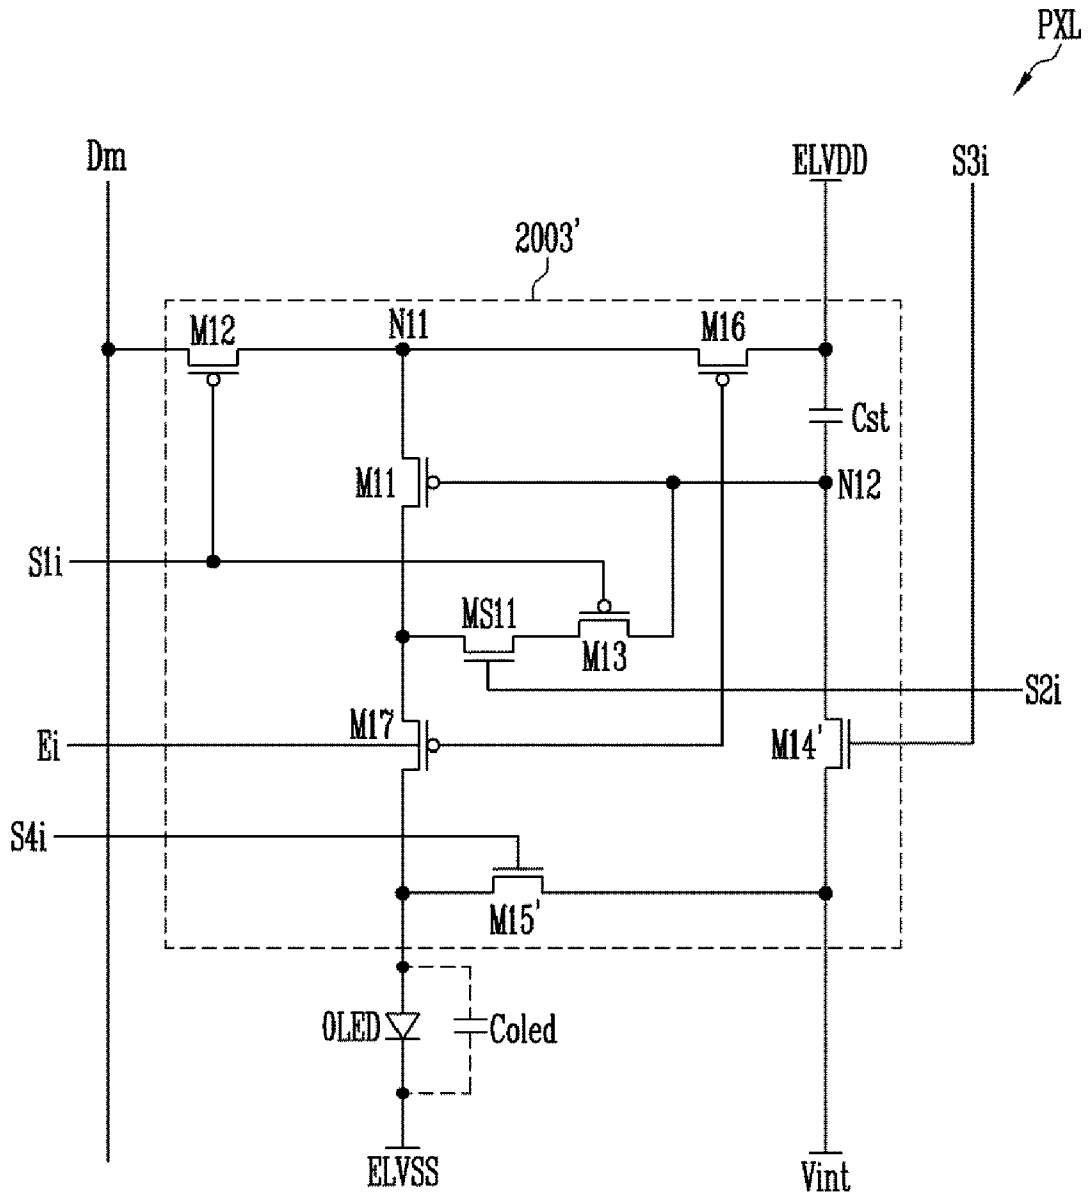 PXL
Dm
ELVDD
S3i
2003'
M12
N11
M16
Cst
M11
N12
S1i
MS11
M13
S2i
M17
Ei
M14'
S4i
M15'
OLED
Coled
ELVSS
Vint